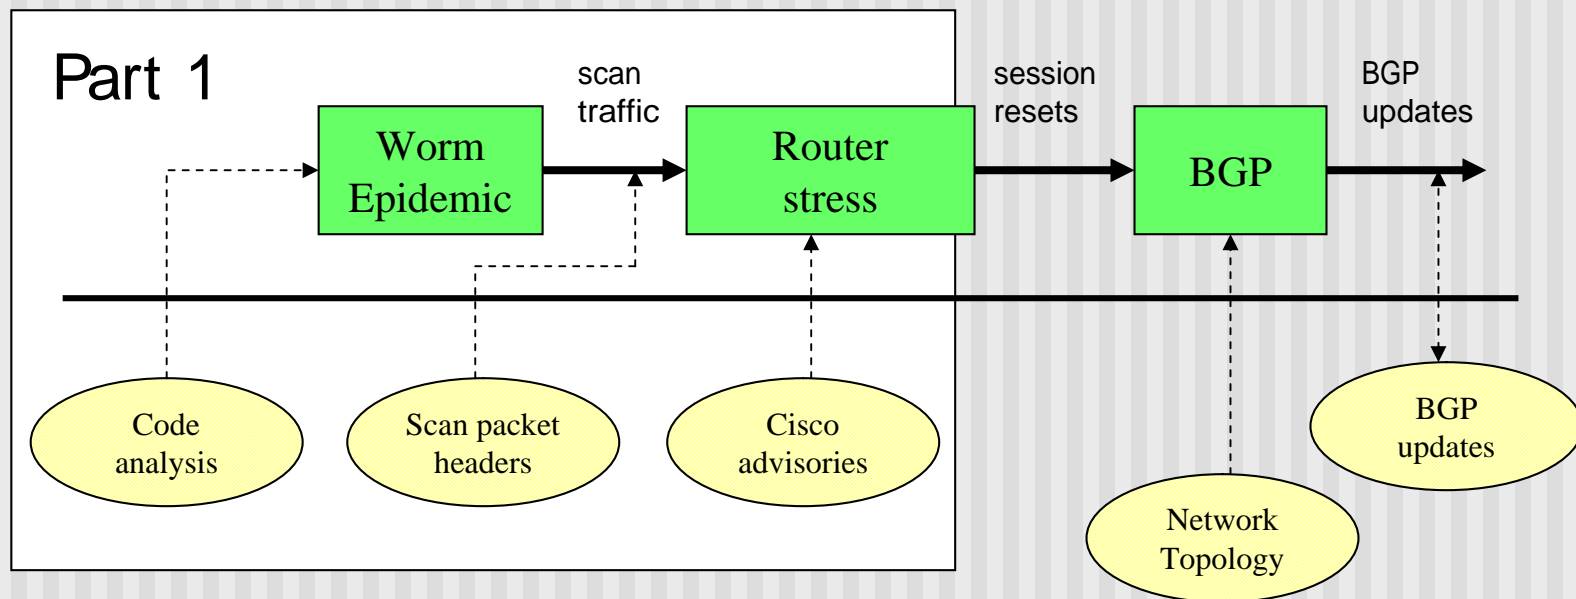 Part 1
scan
traffic
session
resets
BGP
updates
Worm
Epidemic
Router
stress
BGP
Code
analysis
Scan packet
headers
Cisco
advisories
Network
Topology
BGP
updates